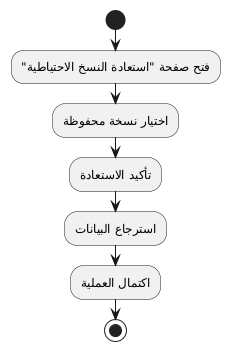 فتح صفحة "استعادة النسخ الاحتياطية"
اختيار نسخة محفوظة
تأكيد الاستعادة
استرجاع البيانات
اكتمال العملية